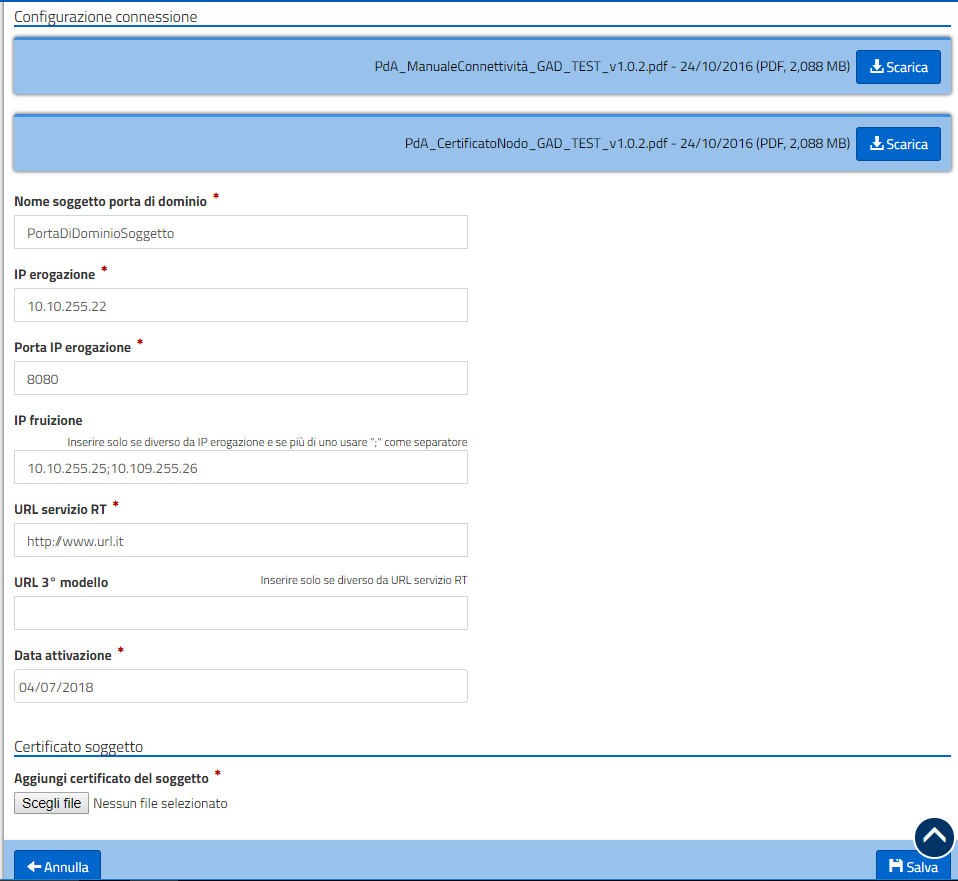 Configurazione connessione
PdA_ManualeConnettività_GAD_TEST_v1.0.2.pdf - 24/10/2016 (PDF, 2,088 MB) Scarica
PdA_CertificatoNodo_GAD_TEST_v1.0.2.pdf - 24/10/2016 (PDF, 2,088 MB) Scarica
Nome soggetto porta di dominio *
PortaDiDominioSoggetto
IP erogazione *
10.10.255.22
Porta IP erogazione *
8080
IP fruizione
Inserire solo se diverso da IP erogazione e se più di uno usare ";" come separatore
10.10.255.25;10.109.255.26
URL servizio RT *
http://www.url.it
URL 3° modello Inserire solo se diverso da URL servizio RT
Data attivazione *
04/07/2018
Certificato soggetto
Aggiungi certificato del soggetto *
Scegli file Nessun file selezionato
Annulla Salva